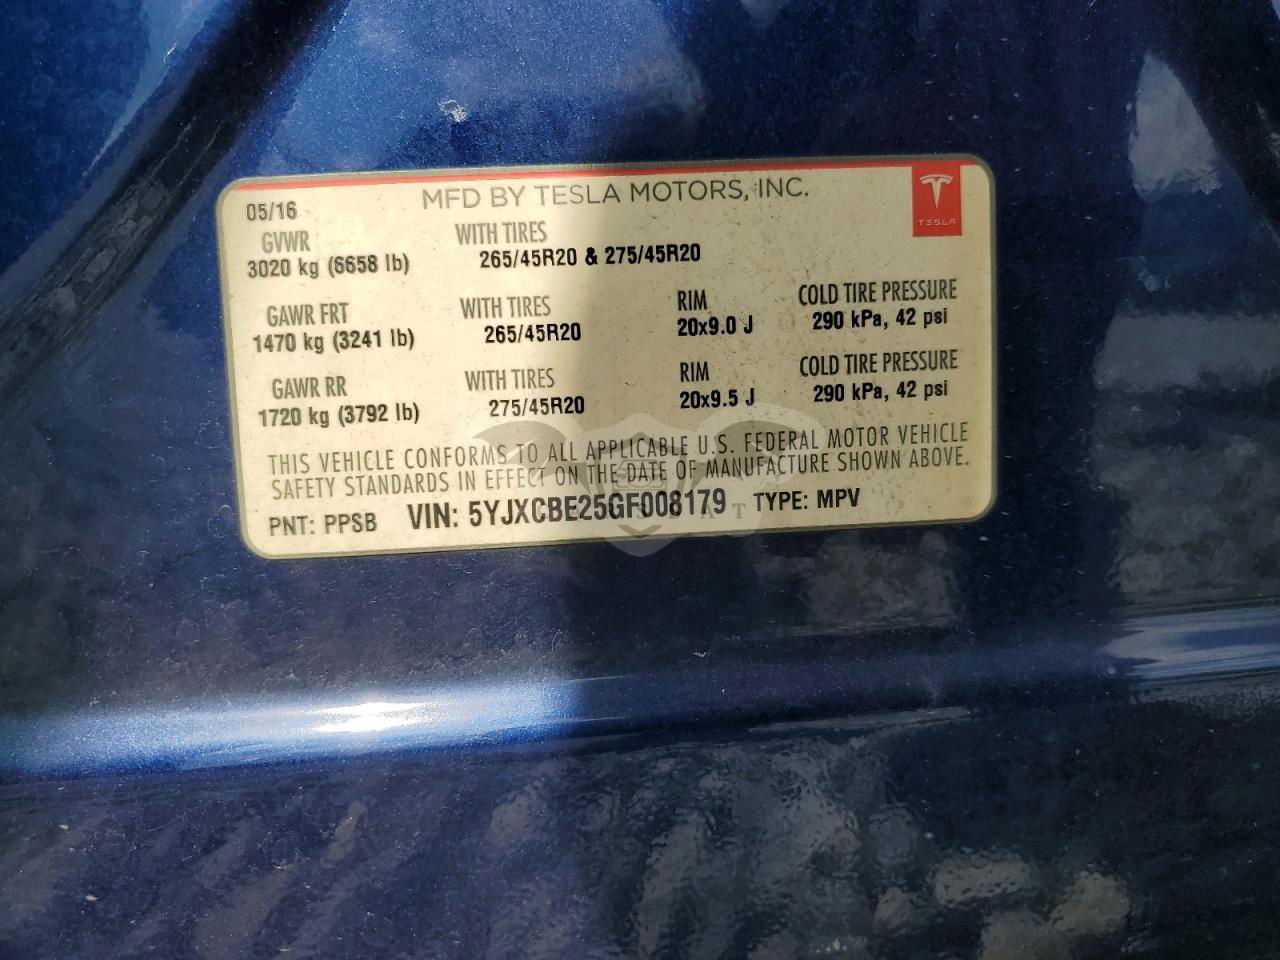 05/16 MFD BY TESLA MOTORS, INC. TESLA
GVWR WITH TIRES
3020 kg (6658 lb) 265/45R20 & 275/45R20
GAWR FRT WITH TIRES RIM COLD TIRE PRESSURE
1470 kg (3241 lb) 265/45R20 20x9.0 J 290 kPa, 42 psi
GAWR RR WITH TIRES RIM COLD TIRE PRESSURE
1720 kg (3792 lb) 275/45R20 20x9.5 J 290 kPa, 42 psi
THIS VEHICLE CONFORMS TO ALL APPLICABLE U.S. FEDERAL MOTOR VEHICLE
SAFETY STANDARDS IN EFFECT ON THE DATE OF MANUFACTURE SHOWN ABOVE.
PNT: PPSB VIN: 5YJXCBE25GF008179 TYPE: MPV